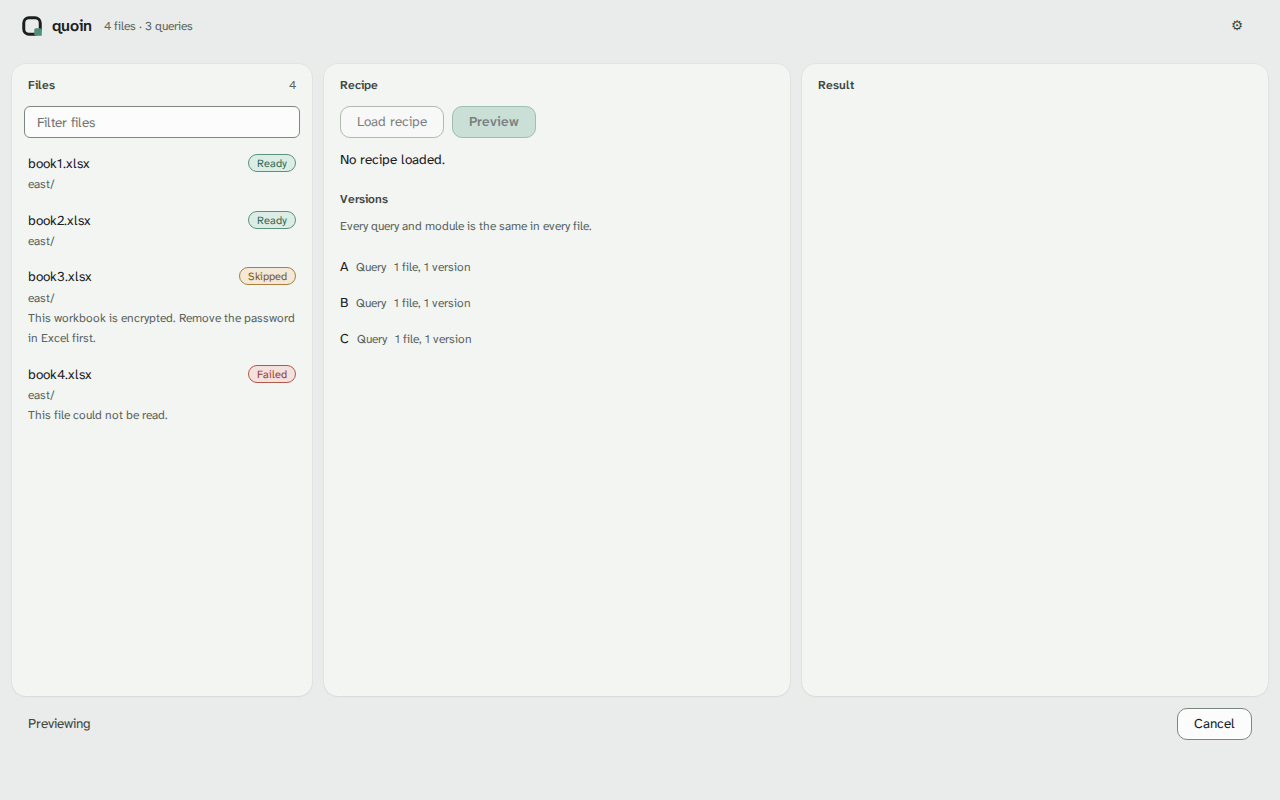 quoin 4 files · 3 queries
Files 4
Filter files
book1.xlsx Ready
east/
book2.xlsx Ready
east/
book3.xlsx Skipped
east/
This workbook is encrypted. Remove the password
in Excel first.
book4.xlsx Failed
east/
This file could not be read.
Recipe
Load recipe Preview
No recipe loaded.
Versions
Every query and module is the same in every file.
A Query 1 file, 1 version
B Query 1 file, 1 version
C Query 1 file, 1 version
Result
Previewing Cancel